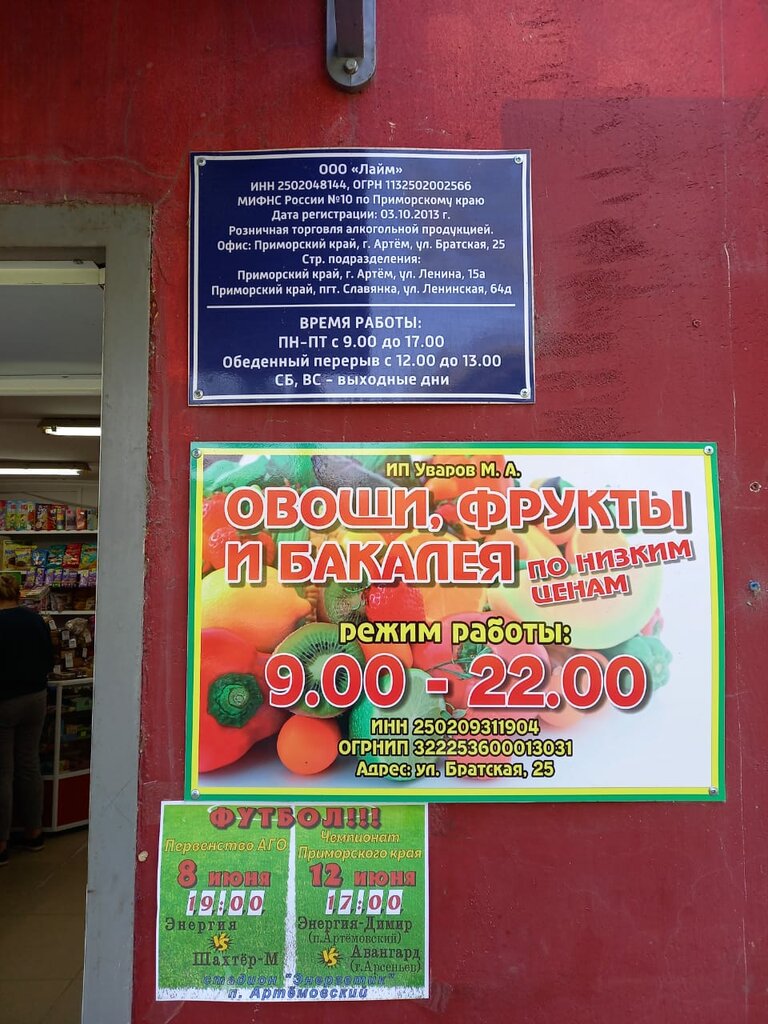 ООО «Лайм»
ИНН 2502048144, ОГРН 1132502002566
МИФНС России №10 по Приморскому краю
Дата регистрации: 03.10.2013 г.
Розничная торговля алкогольной продукцией.
Офис: Приморский край, г. Артём, ул. Братская, 25
Стр. подразделения:
Приморский край, г. Артём, ул. Ленина, 15а
Приморский край, пгт. Славянка, ул. Ленинская, 64д
ВРЕМЯ РАБОТЫ:
ПН-ПТ с 9.00 до 17.00
Обеденный перерыв с 12.00 до 13.00
СБ, ВС – выходные дни
ИП Уваров М. А.
ОВОЩИ, ФРУКТЫ
И БАКАЛЕЯ ПО НИЗКИМ
ЦЕНАМ
режим работы:
9.00 - 22.00
ИНН 250209311904
ОГРНИП 322253600013031
Адрес: ул. Братская, 25
ФУТБОЛ!!!
Первенство АГО
8 июня
19:00
Энергия
VS
Шахтёр-М
Чемпионат
Приморского края
12 июня
17:00
Энергия-Димир
(п.Артёмовский)
VS Авангард
(г.Арсеньев)
стадион "Энергетик"
п. Артёмовский